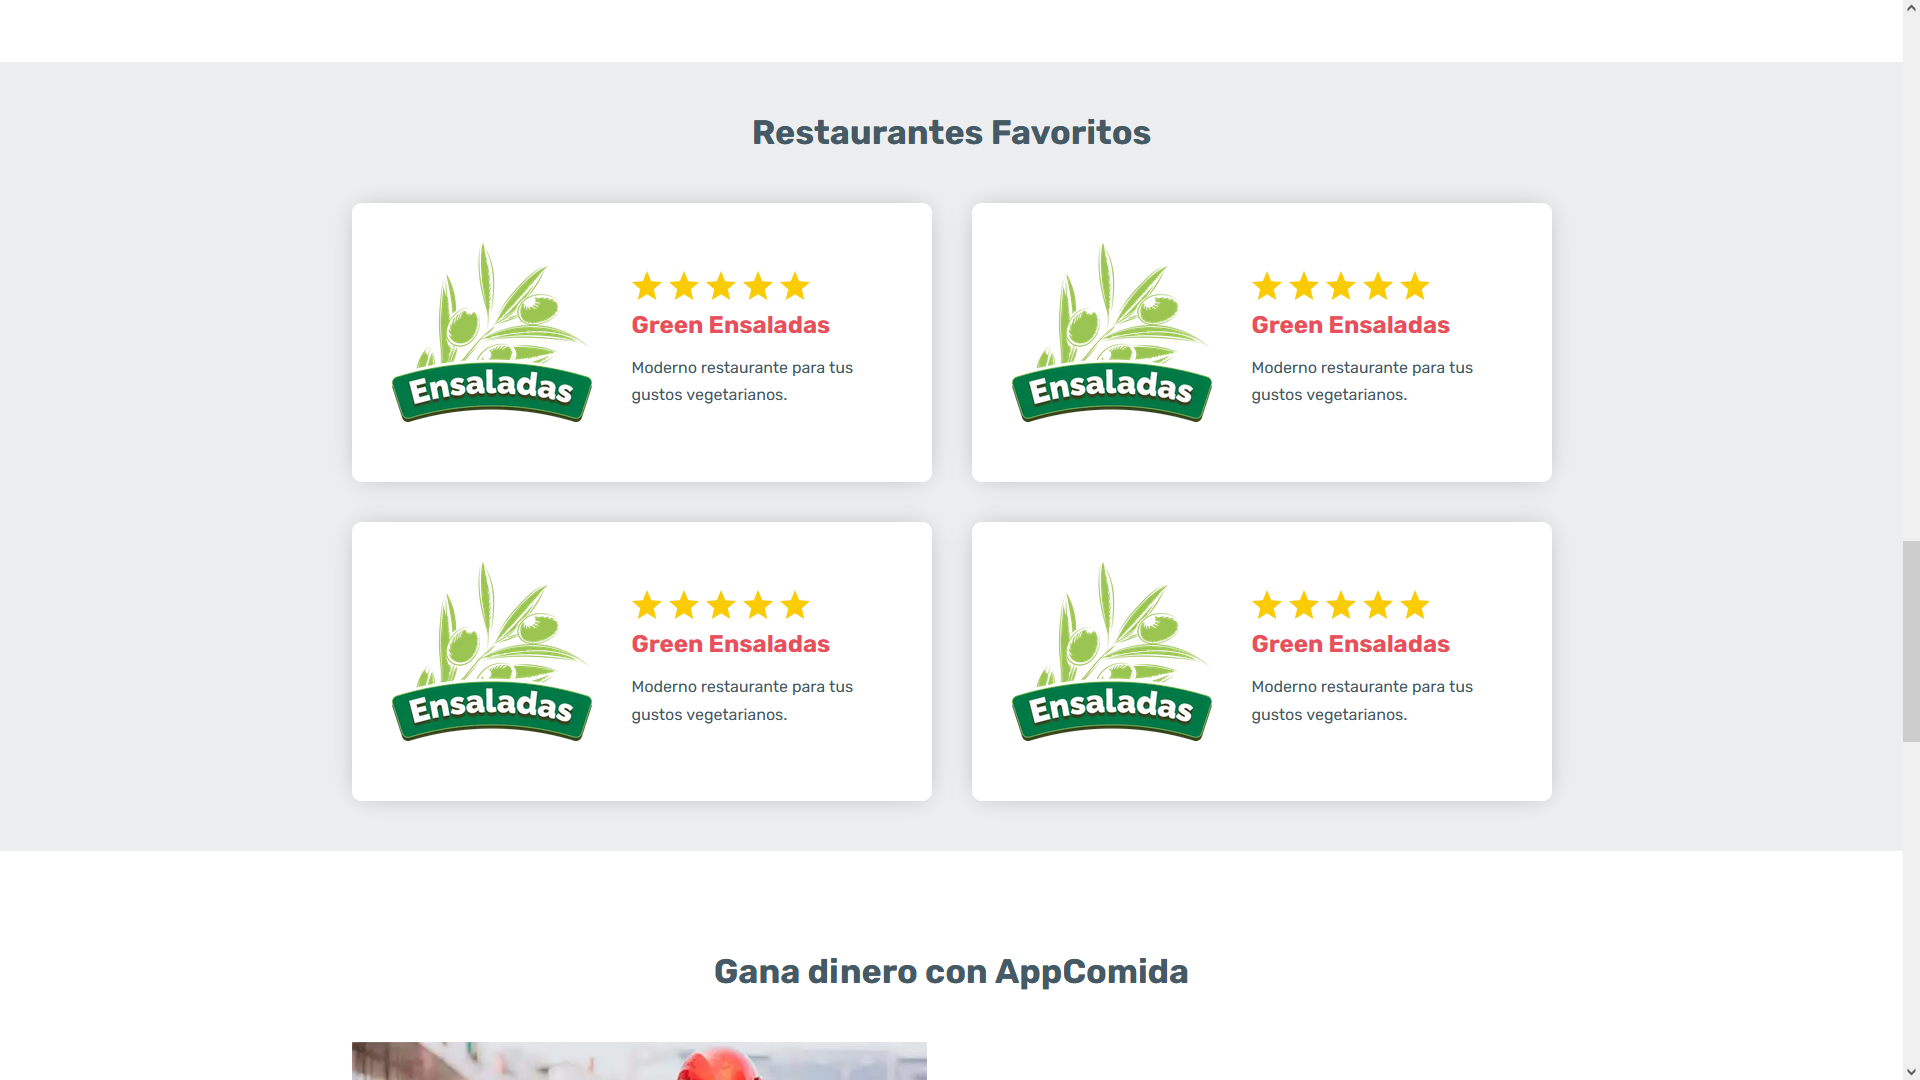 Restaurantes Favoritos
Ensaladas
Green Ensaladas
Moderno restaurante para tus
gustos vegetarianos.
Ensaladas
Green Ensaladas
Moderno restaurante para tus
gustos vegetarianos.
Ensaladas
Green Ensaladas
Moderno restaurante para tus
gustos vegetarianos.
Ensaladas
Green Ensaladas
Moderno restaurante para tus
gustos vegetarianos.
Gana dinero con AppComida